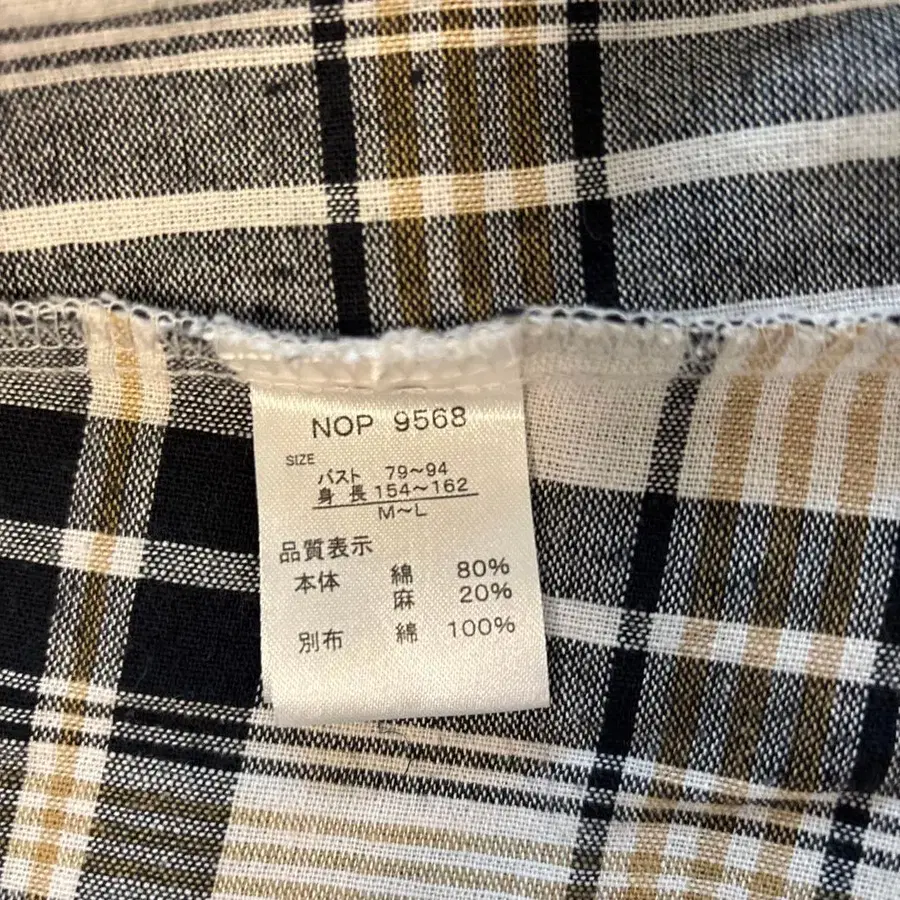 NOP 9568
SIZE
バスト 79～94
身長 154～162
M～L
品質表示
本体 綿 80%
麻 20%
別布 綿 100%